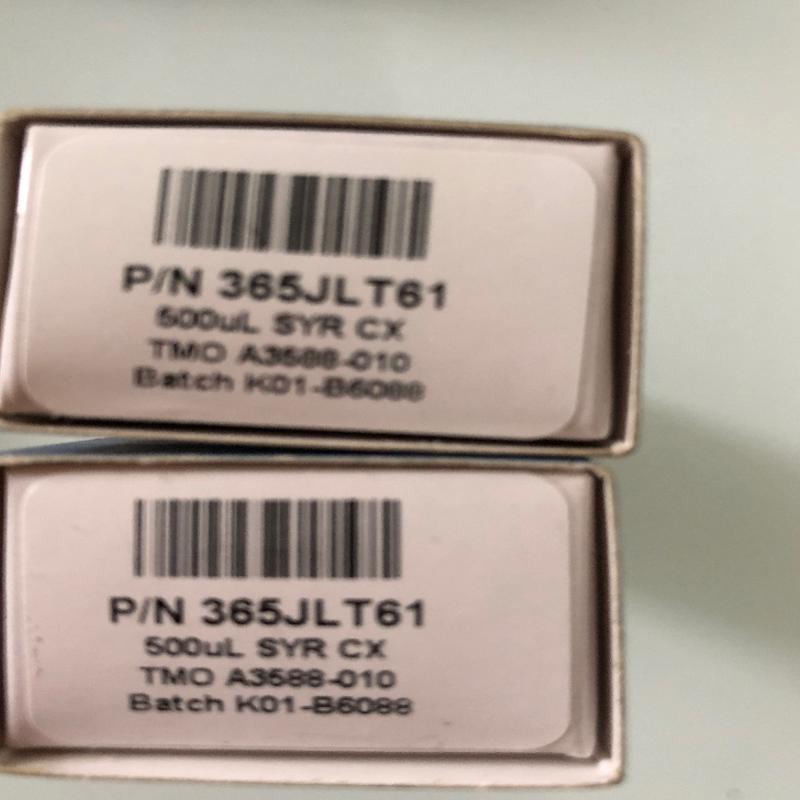 P/N 365JLT61
500uL SYR CX
TMO A3588-010
Batch K01-B6088
P/N 365JLT61
500uL SYR CX
TMO A3588-010
Batch K01-B6088